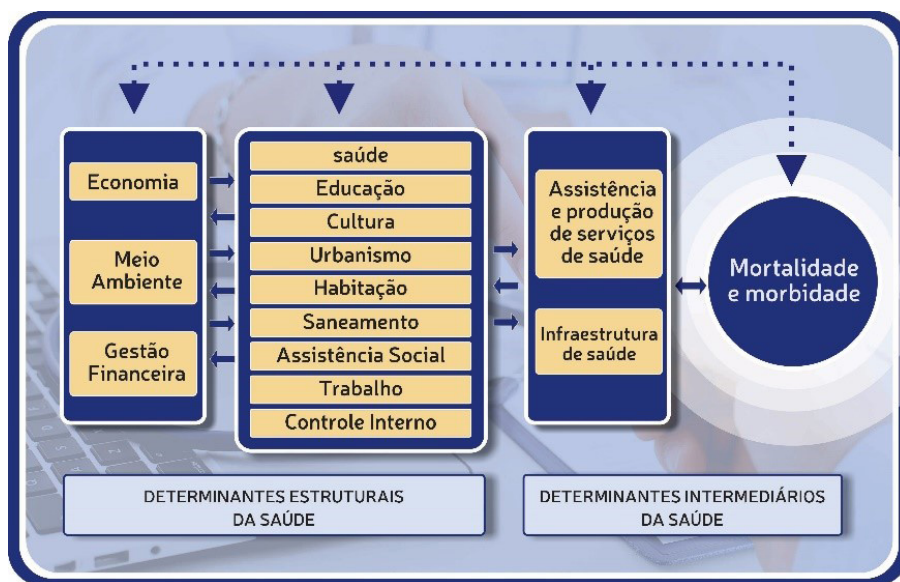 Economia
Meio
Ambiente
Gestão
Financeira
saúde
Educação
Cultura
Urbanismo
Habitação
Saneamento
Assistência Social
Trabalho
Controle Interno
Assistência
e produção
de serviços
de saúde
Infraestrutura
de saúde
Mortalidade
e morbidade
DETERMINANTES ESTRUTURAIS
DA SAÚDE
DETERMINANTES INTERMEDIÁRIOS
DA SAÚDE